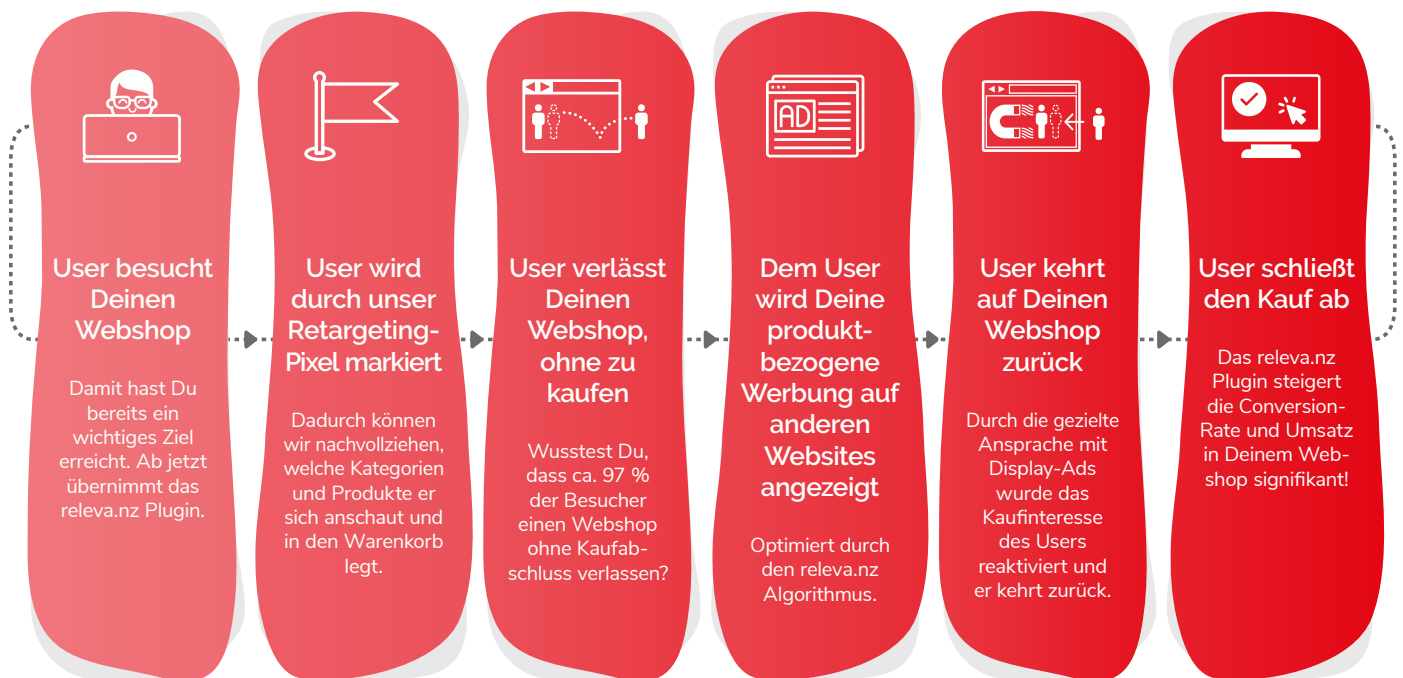 User besucht
Deinen
Webshop
Damit hast Du
bereits ein
wichtiges Ziel
erreicht. Ab jetzt
übernimmt das
releva.nz Plugin.
User wird
durch unser
Retargeting-
Pixel markiert
Dadurch können
wir nachvollziehen,
welche Kategorien
und Produkte er
sich anschaut und
in den Warenkorb
legt.
User verlässt
Deinen
Webshop,
ohne zu
kaufen
Wusstest Du,
dass ca. 97 %
der Besucher
einen Webshop
ohne Kaufab-
schluss verlassen?
AD
Dem User
wird Deine
produkt-
bezogene
Werbung auf
anderen
Websites
angezeigt
Optimiert durch
den releva.nz
Algorithmus.
User kehrt
auf Deinen
Webshop
zurück
Durch die gezielte
Ansprache mit
Display-Ads
wurde das
Kaufinteresse
des Users
reaktiviert und
er kehrt zurück.
User schließt
den Kauf ab
Das releva.nz
Plugin steigert
die Conversion-
Rate und Umsatz
in Deinem Web-
shop signifikant!